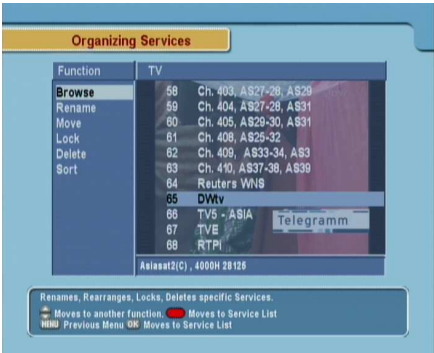 Organizing Services
Function
TV
Browse
Rename
Move
Lock
Delete
Sort
58 Ch. 403, AS27-28, AS29
59 Ch. 404, AS27-28, AS31
60 Ch. 405, AS29-30, AS31
61 Ch. 408, AS25-32
62 Ch. 409, AS33-34, AS3
63 Ch. 410, AS37-38, AS39
64 Reuters WNS
65 DWtv
66 TV5 - ASIA
67 TVE
68 RTPi
Telegramm
Asiasat2(C) , 4000H 28125
Renames, Rearranges, Locks, Deletes specific Services.
Moves to another function. Moves to Service List
MENU Previous Menu OK Moves to Service List